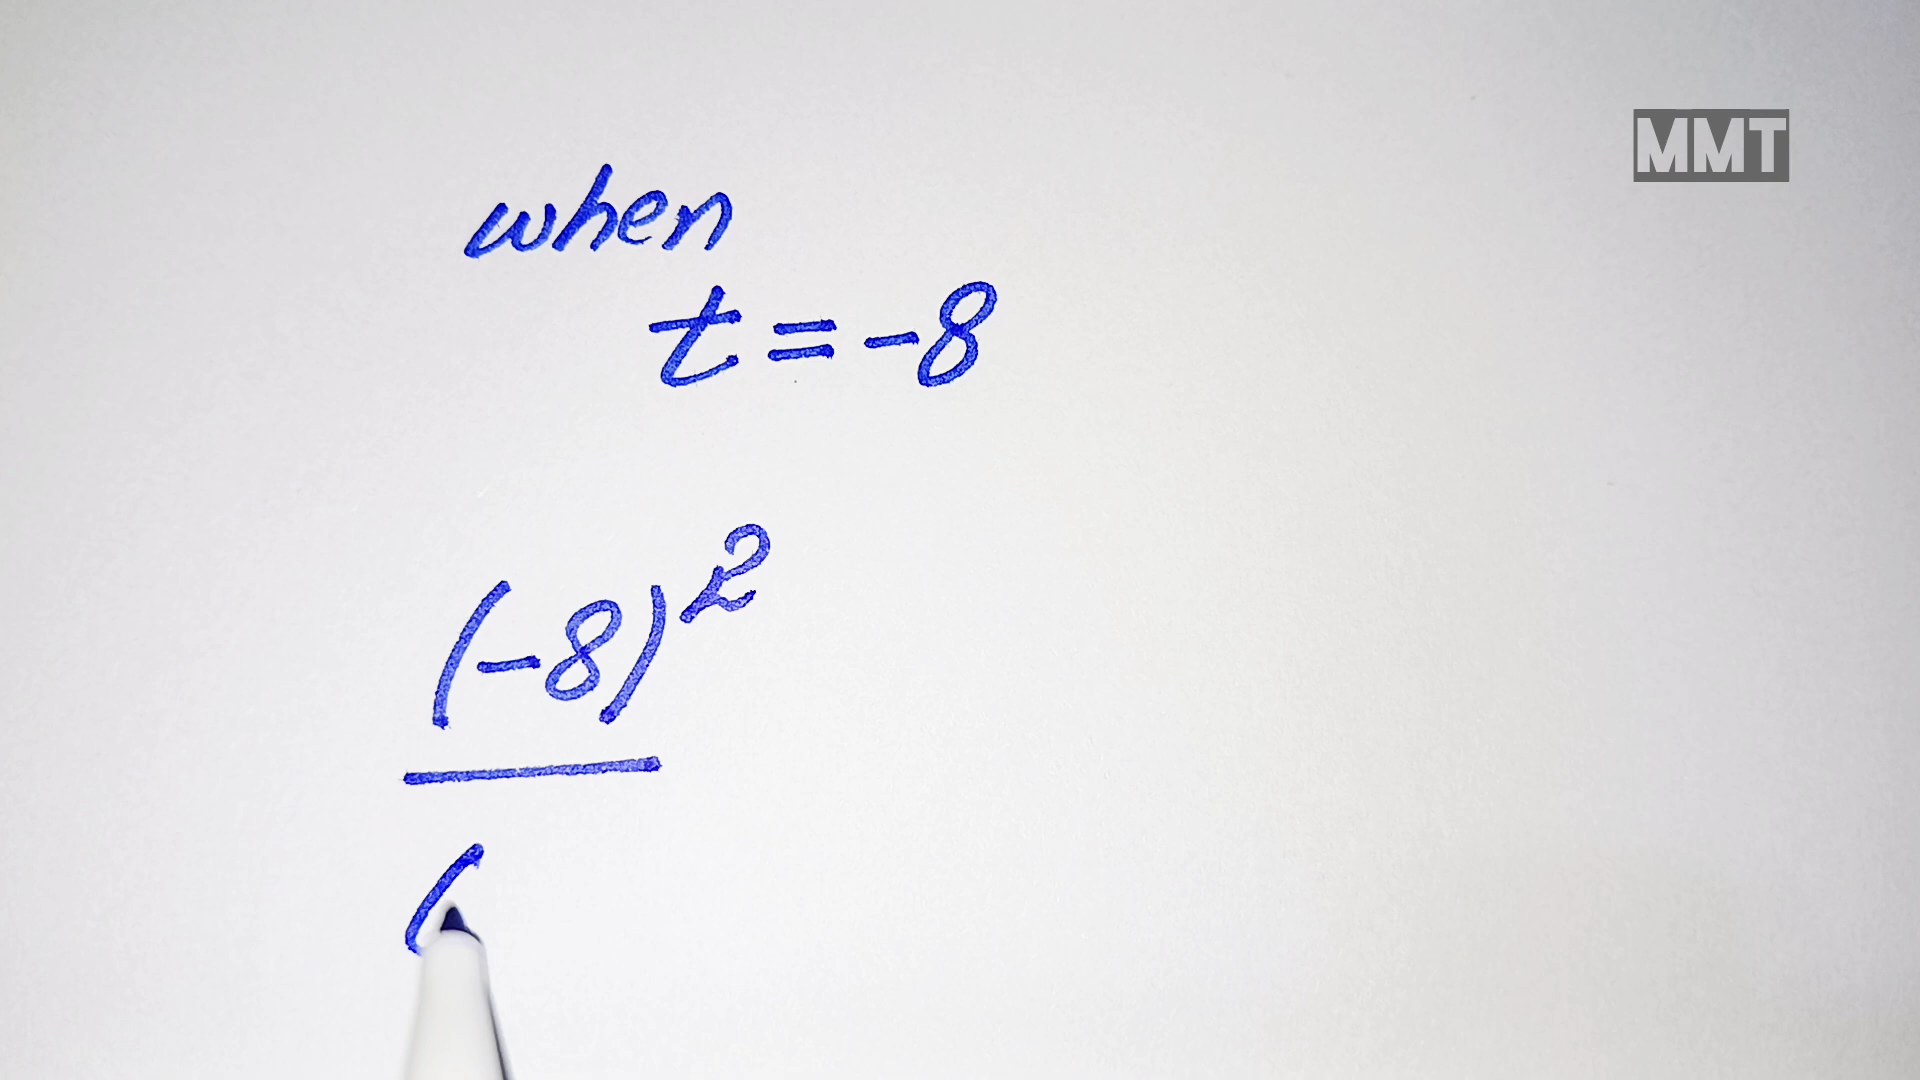 MMT
when
t = -8
(-8)²
(